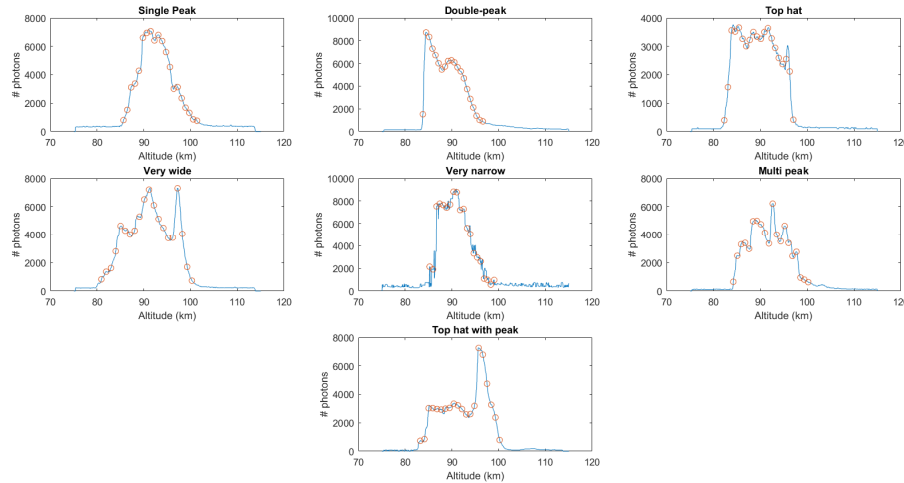 Single Peak
8000
6000
4000
2000
0
# photons
70 80 90 100 110 120
Altitude (km)
Double-peak
10000
8000
6000
4000
2000
0
# photons
70 80 90 100 110 120
Altitude (km)
Top hat
4000
3000
2000
1000
0
# photons
70 80 90 100 110 120
Altitude (km)
Very wide
8000
6000
4000
2000
0
# photons
70 80 90 100 110 120
Altitude (km)
Very narrow
10000
8000
6000
4000
2000
0
# photons
70 80 90 100 110 120
Altitude (km)
Multi peak
8000
6000
4000
2000
0
# photons
70 80 90 100 110 120
Altitude (km)
Top hat with peak
8000
6000
4000
2000
0
# photons
70 80 90 100 110 120
Altitude (km)